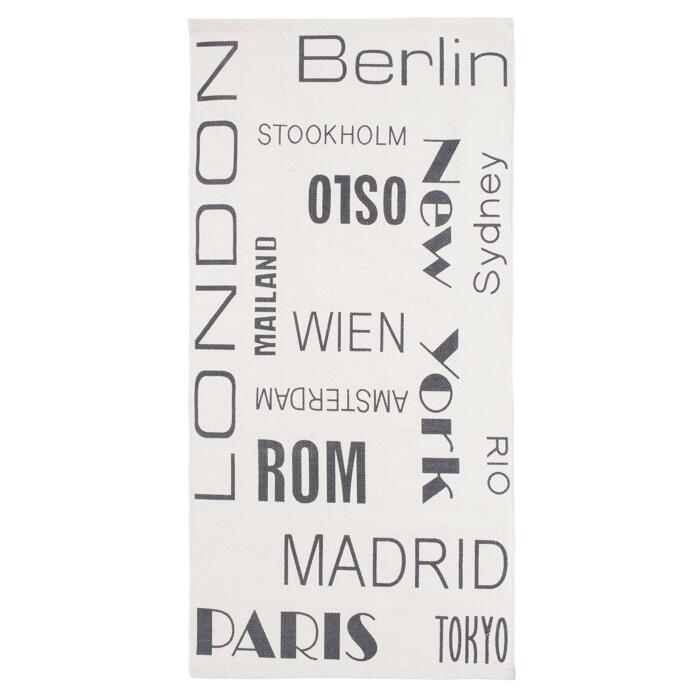 LONDON
Berlin
STOOKHOLM
OSLO
New York
Sydney
MAILAND
WIEN
AMSTERDAM
ROM
RIO
MADRID
PARIS
TOKYO